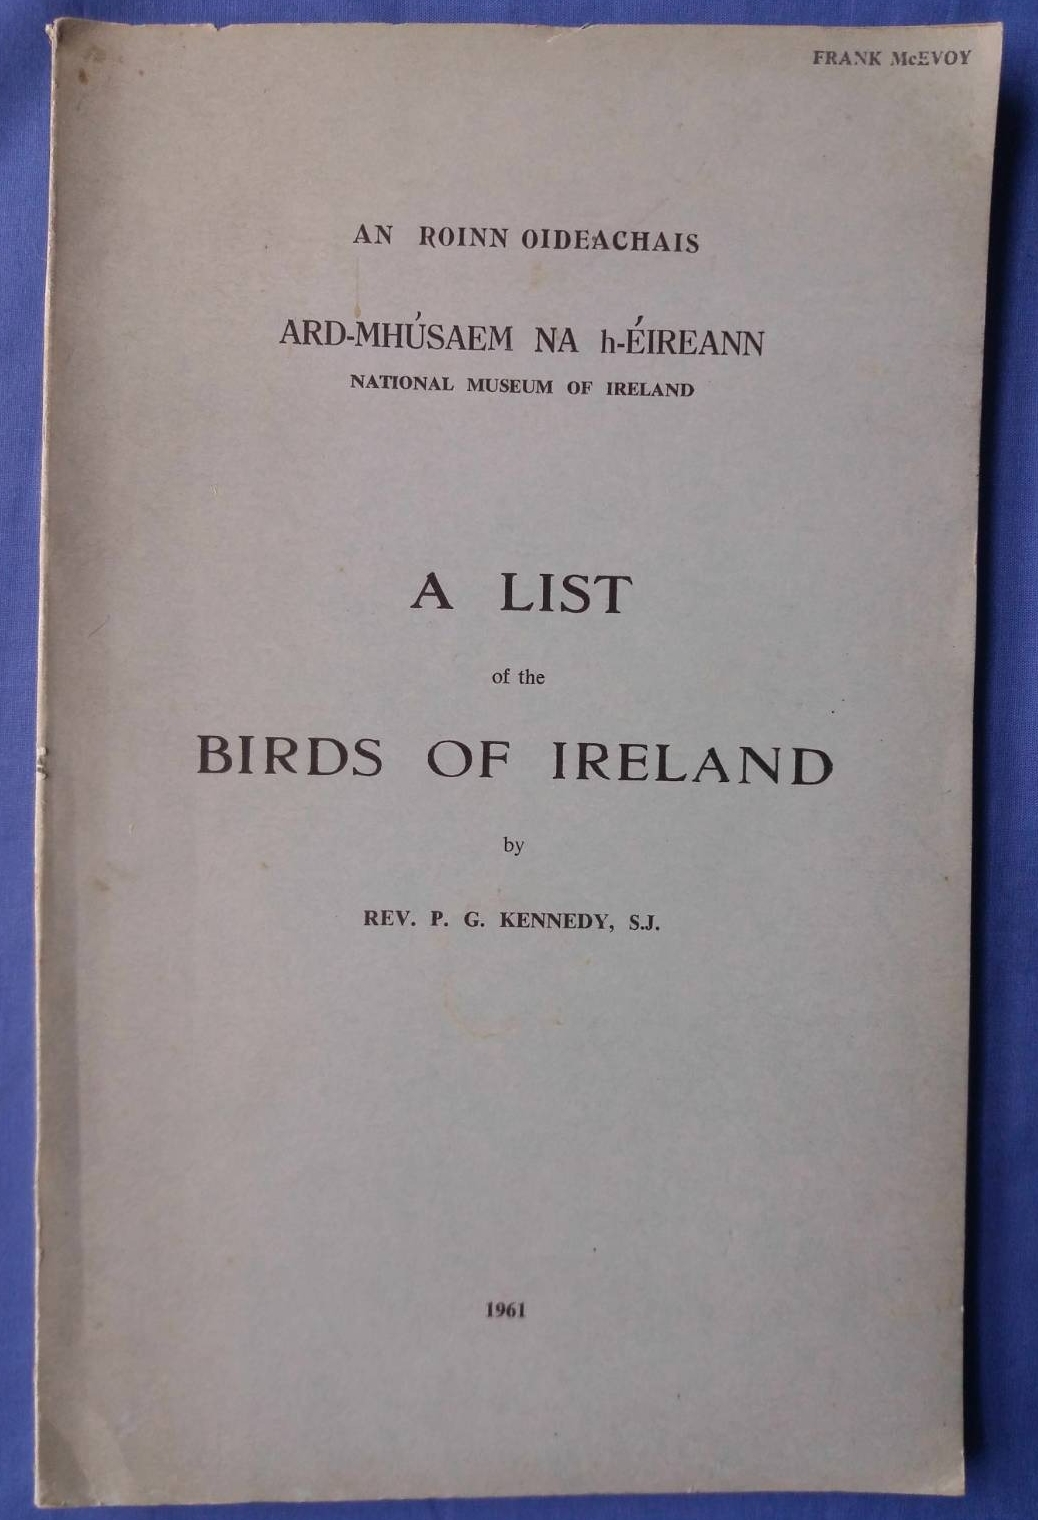 FRANK McEVOY
AN ROINN OIDEACHAIS
ARD-MHÚSAEM NA h-ÉIREANN
NATIONAL MUSEUM OF IRELAND
A LIST
of the
BIRDS OF IRELAND
by
REV. P. G. KENNEDY, S.J.
1961